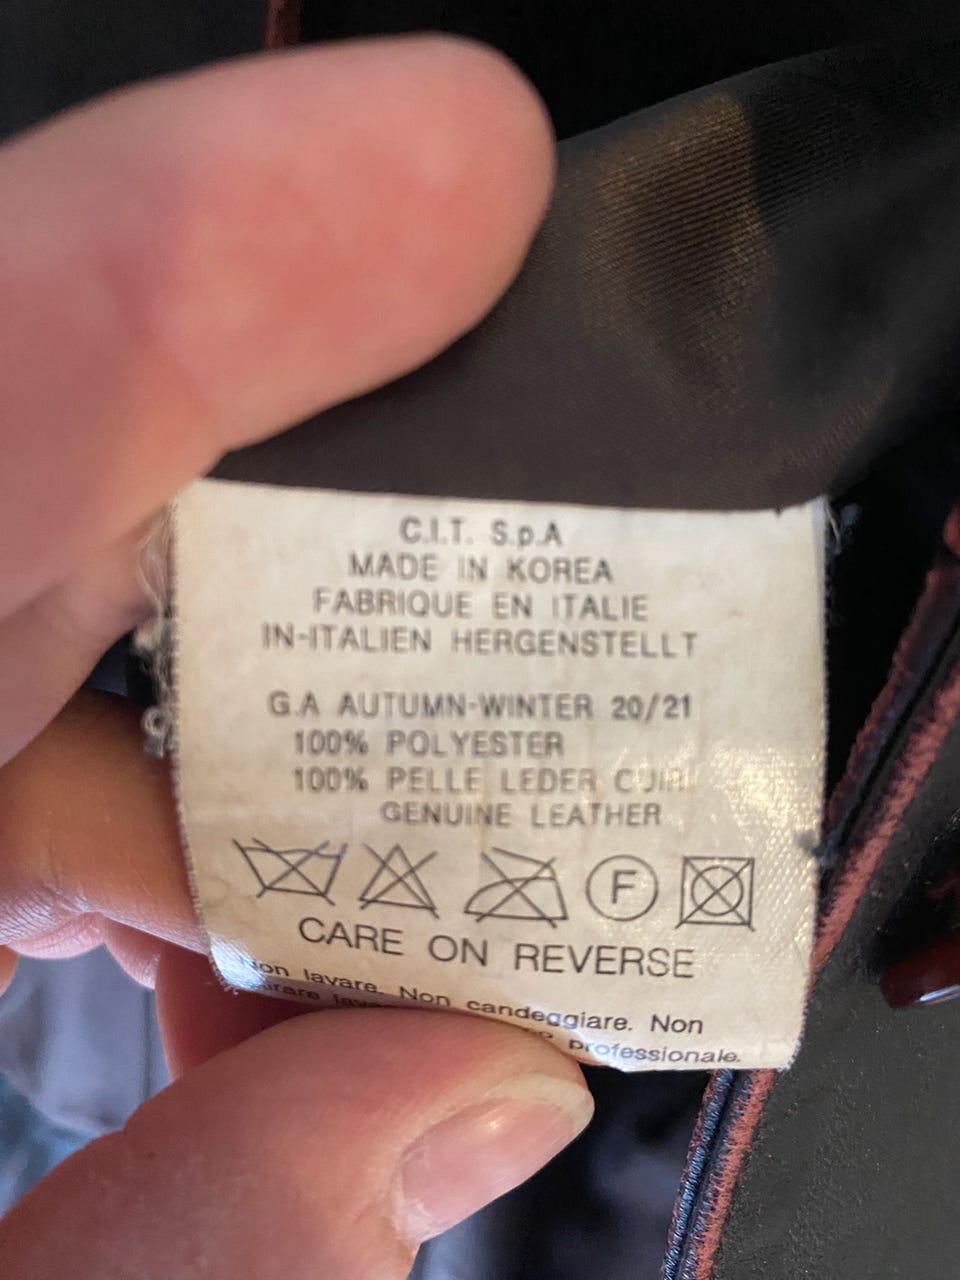 C.I.T. S.p.A
MADE IN KOREA
FABRIQUE EN ITALIE
IN-ITALIEN HERGENSTELLT
G.A AUTUMN-WINTER 20/21
100% POLYESTER
100% PELLE LEDER CUIR
GENUINE LEATHER
F
CARE ON REVERSE
Non lavare. Non candeggiare. Non
professionale.